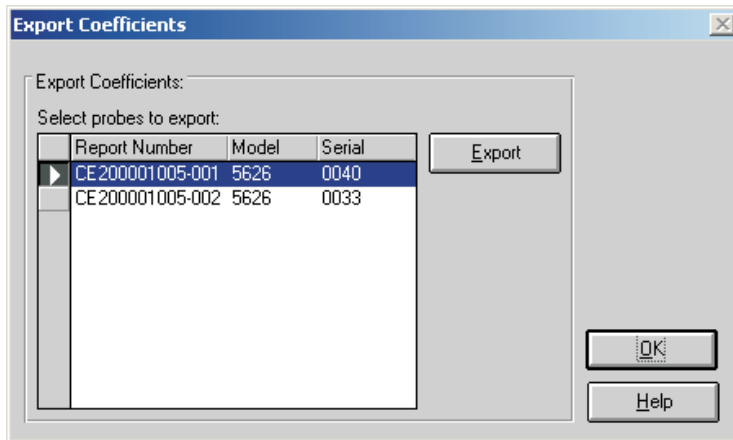 Export Coefficients
Export Coefficients:
Select probes to export:
Report Number Model Serial
CE200001005-001 5626 0040
CE200001005-002 5626 0033
Export
OK
Help